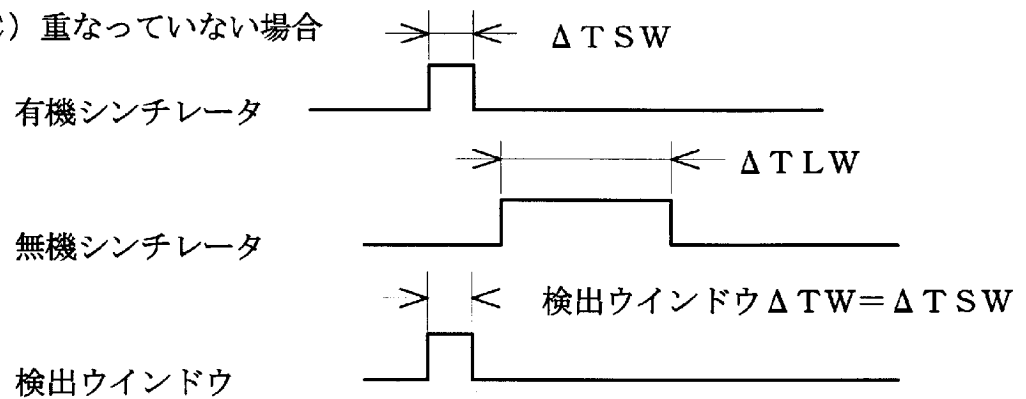 ）重なっていない場合
ΔTSW
有機シンチレータ
ΔTLW
無機シンチレータ
検出ウインドウΔTW＝ΔTSW
検出ウインドウ